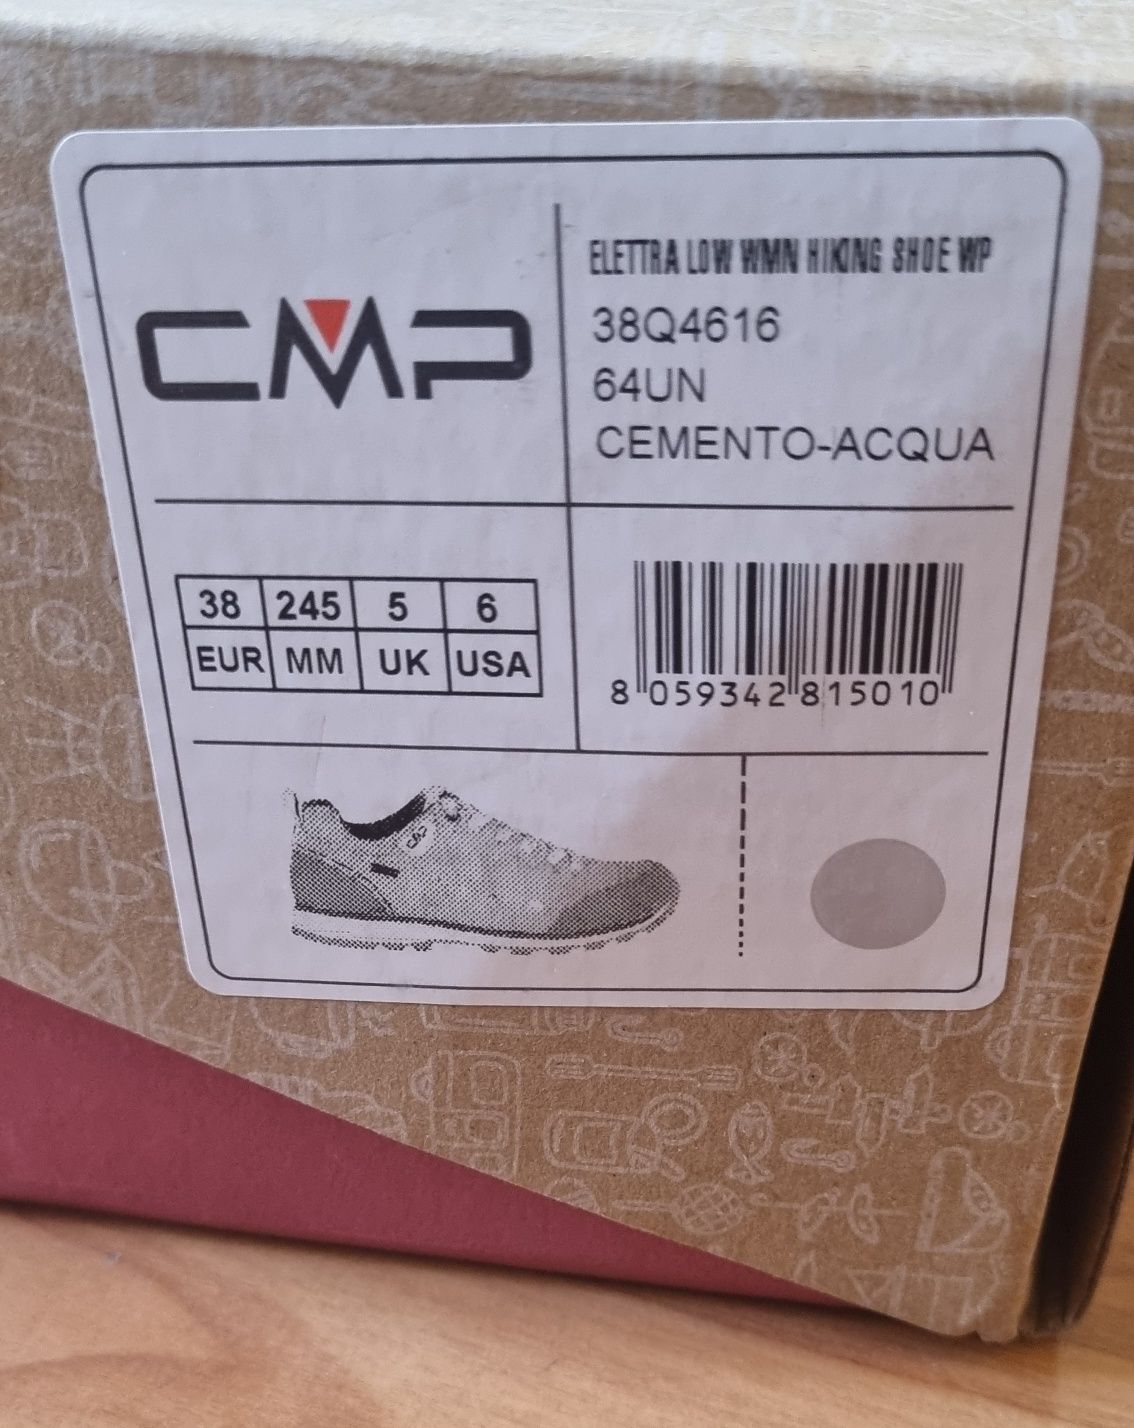 CMP
ELETTRA LOW WMN HIKING SHOE WP
38Q4616
64UN
CEMENTO-ACQUA
38 245 5 6
EUR MM UK USA
8 059342 815010